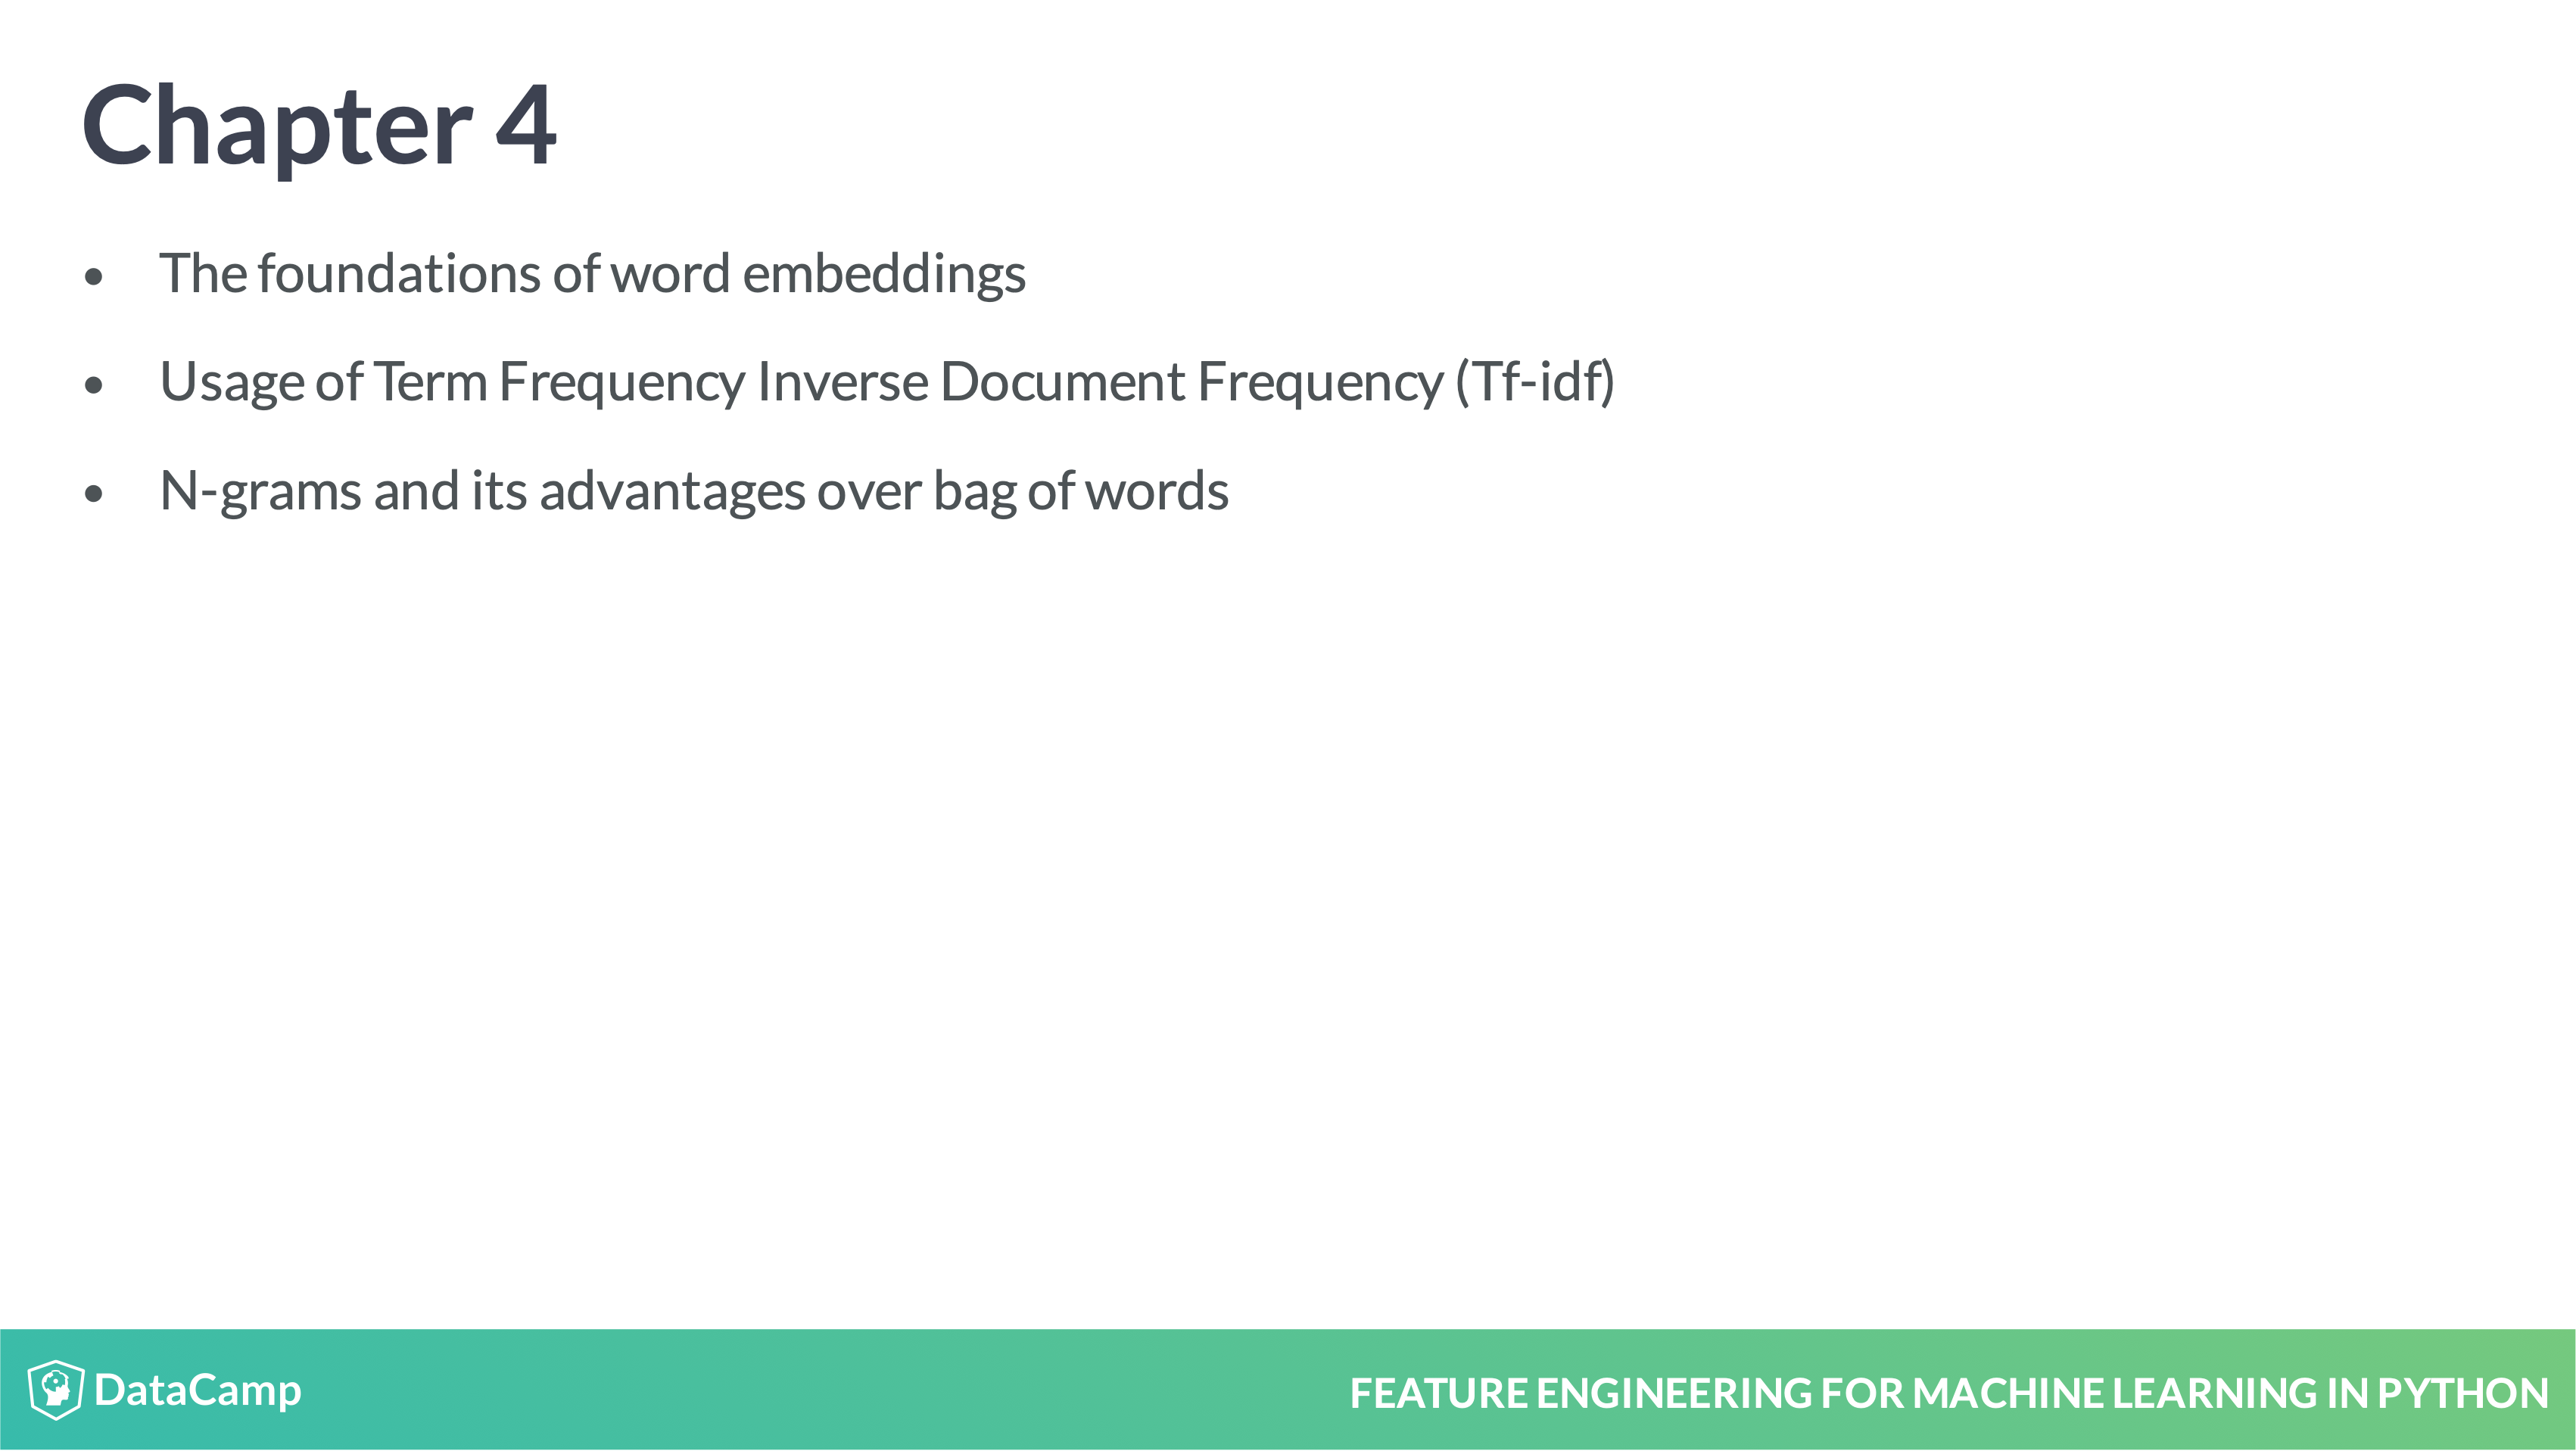 Chapter 4
• The foundations of word embeddings
• Usage of Term Frequency Inverse Document Frequency (Tf-idf)
• N-grams and its advantages over bag of words
DataCamp
FEATURE ENGINEERING FOR MACHINE LEARNING IN PYTHON